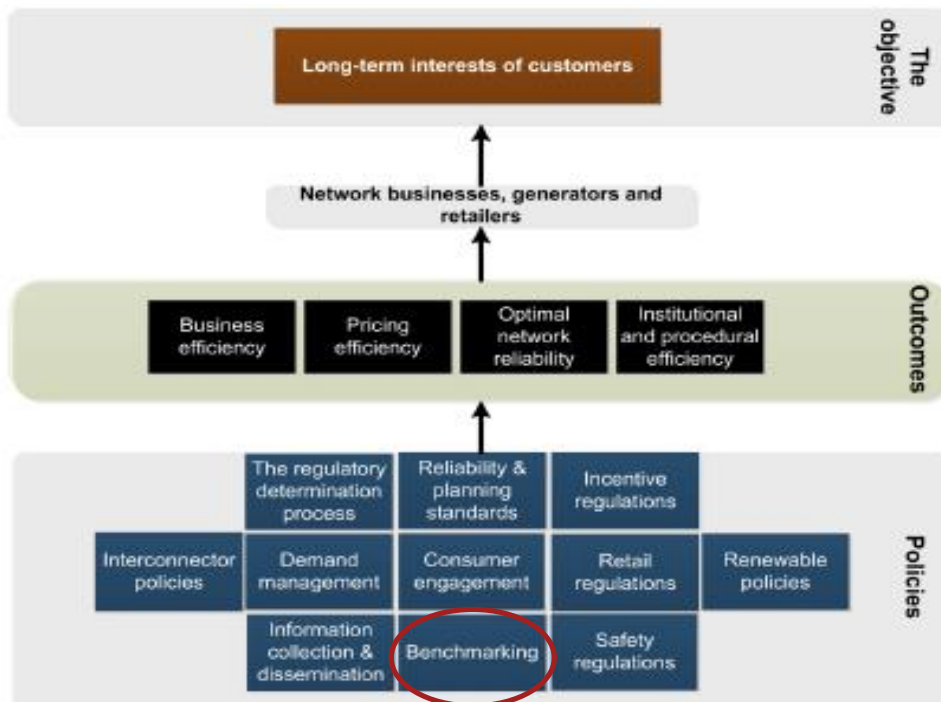 Long-term interests of customers
The
objective
Network businesses, generators and
retailers
Business
efficiency
Pricing
efficiency
Optimal
network
reliability
Institutional
and procedural
efficiency
Outcomes
The regulatory
determination
process
Reliability &
planning
standards
Incentive
regulations
Interconnector
policies
Demand
management
Consumer
engagement
Retail
regulations
Renewable
policies
Information
collection &
dissemination
Benchmarking
Safety
regulations
Policies